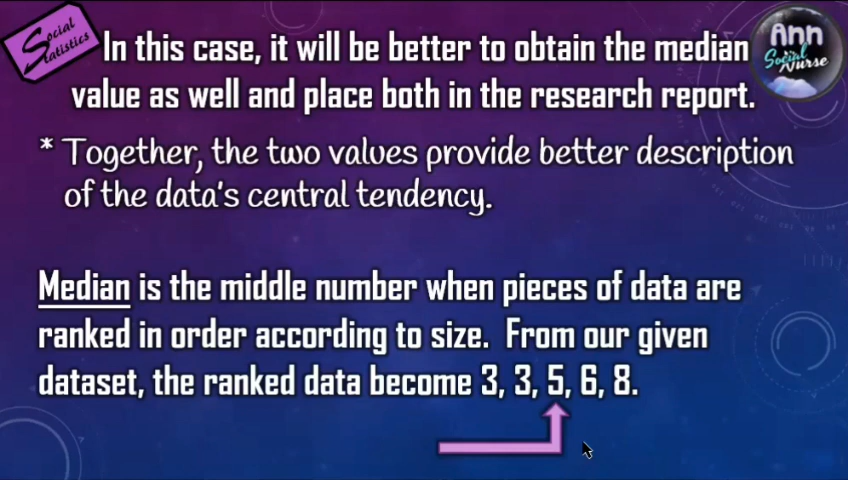 Social
Statistics
Ann
Social
Nurse
In this case, it will be better to obtain the median
value as well and place both in the research report.
* Together, the two values provide better description
of the data's central tendency.
Median is the middle number when pieces of data are
ranked in order according to size. From our given
dataset, the ranked data become 3, 3, 5, 6, 8.